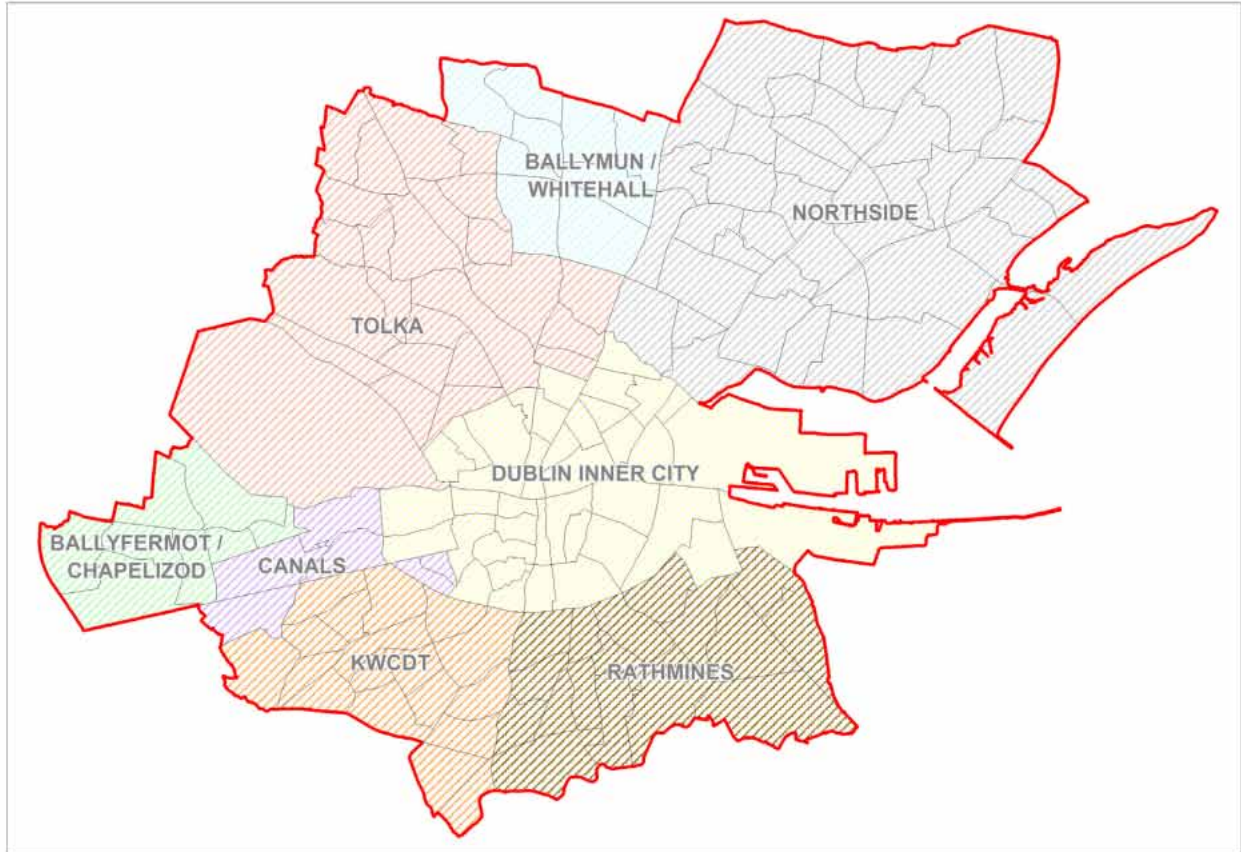 BALLYMUN /
WHITEHALL
NORTHSIDE
TOLKA
DUBLIN INNER CITY
BALLYFERMOT /
CHAPELIZOD
CANALS
KWCDT
RATHMINES